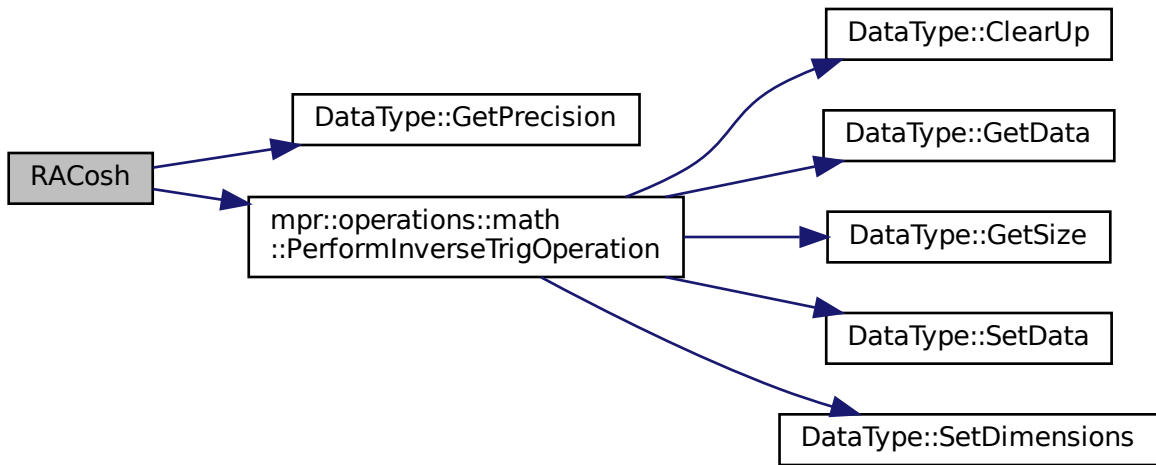 RACosh
DataType::GetPrecision
mpr::operations::math
::PerformInverseTrigOperation
DataType::ClearUp
DataType::GetData
DataType::GetSize
DataType::SetData
DataType::SetDimensions